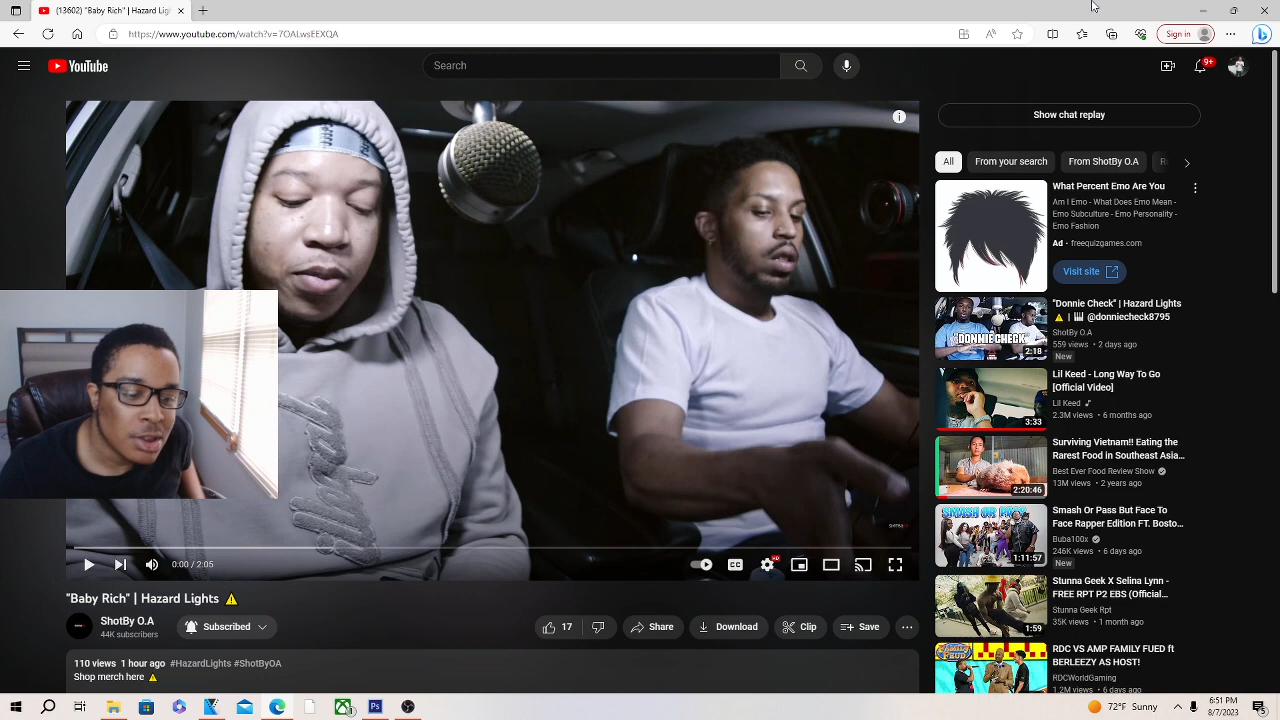 (13602) "Baby Rich" | Hazard Lig
https://www.youtube.com/watch?v=7OALwsEEXQA
Sign in
YouTube
Search
9+
Show chat replay
All
From your search
From ShotBy O.A
R
What Percent Emo Are You
Am I Emo - What Does Emo Mean -
Emo Subculture - Emo Personality -
Emo Fashion
Ad • freequizgames.com
Visit site
"Donnie Check" | Hazard Lights
⚠️ | 🎹 @donniecheck8795
ShotBy O.A
559 views • 2 days ago
New
DONNIECHECK
2:18
Lil Keed - Long Way To Go
[Official Video]
Lil Keed
2.3M views • 6 months ago
3:33
Surviving Vietnam!! Eating the
Rarest Food in Southeast Asia...
Best Ever Food Review Show
13M views • 2 years ago
2:20:46
Smash Or Pass But Face To
Face Rapper Edition FT. Bosto...
Buba100x
246K views • 6 days ago
New
SMASH OR PASS
1:11:57
Stunna Geek X Selina Lynn -
FREE RPT P2 EBS (Official...
Stunna Geek Rpt
35K views • 1 month ago
1:59
RDC VS AMP FAMILY FUED ft
BERLEEZY AS HOST!
RDCWorldGaming
1.2M views • 6 days ago
FAMILY FEUD
0:00 / 2:05
CC
HD
"Baby Rich" | Hazard Lights ⚠️
ShotBy O.A
44K subscribers
Subscribed
17
Share
Download
Clip
Save
110 views 1 hour ago #HazardLights #ShotByOA
Shop merch here ⚠️
72°F Sunny
6:51 PM
8/7/2023